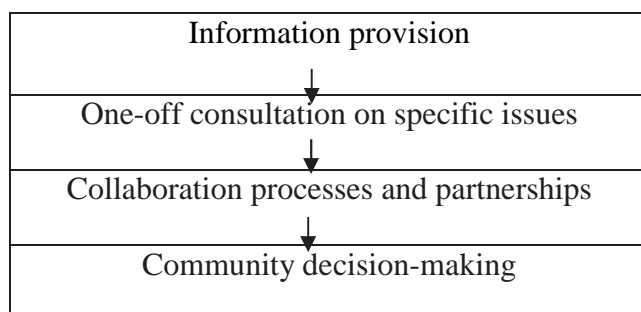 Information provision
One-off consultation on specific issues
Collaboration processes and partnerships
Community decision-making